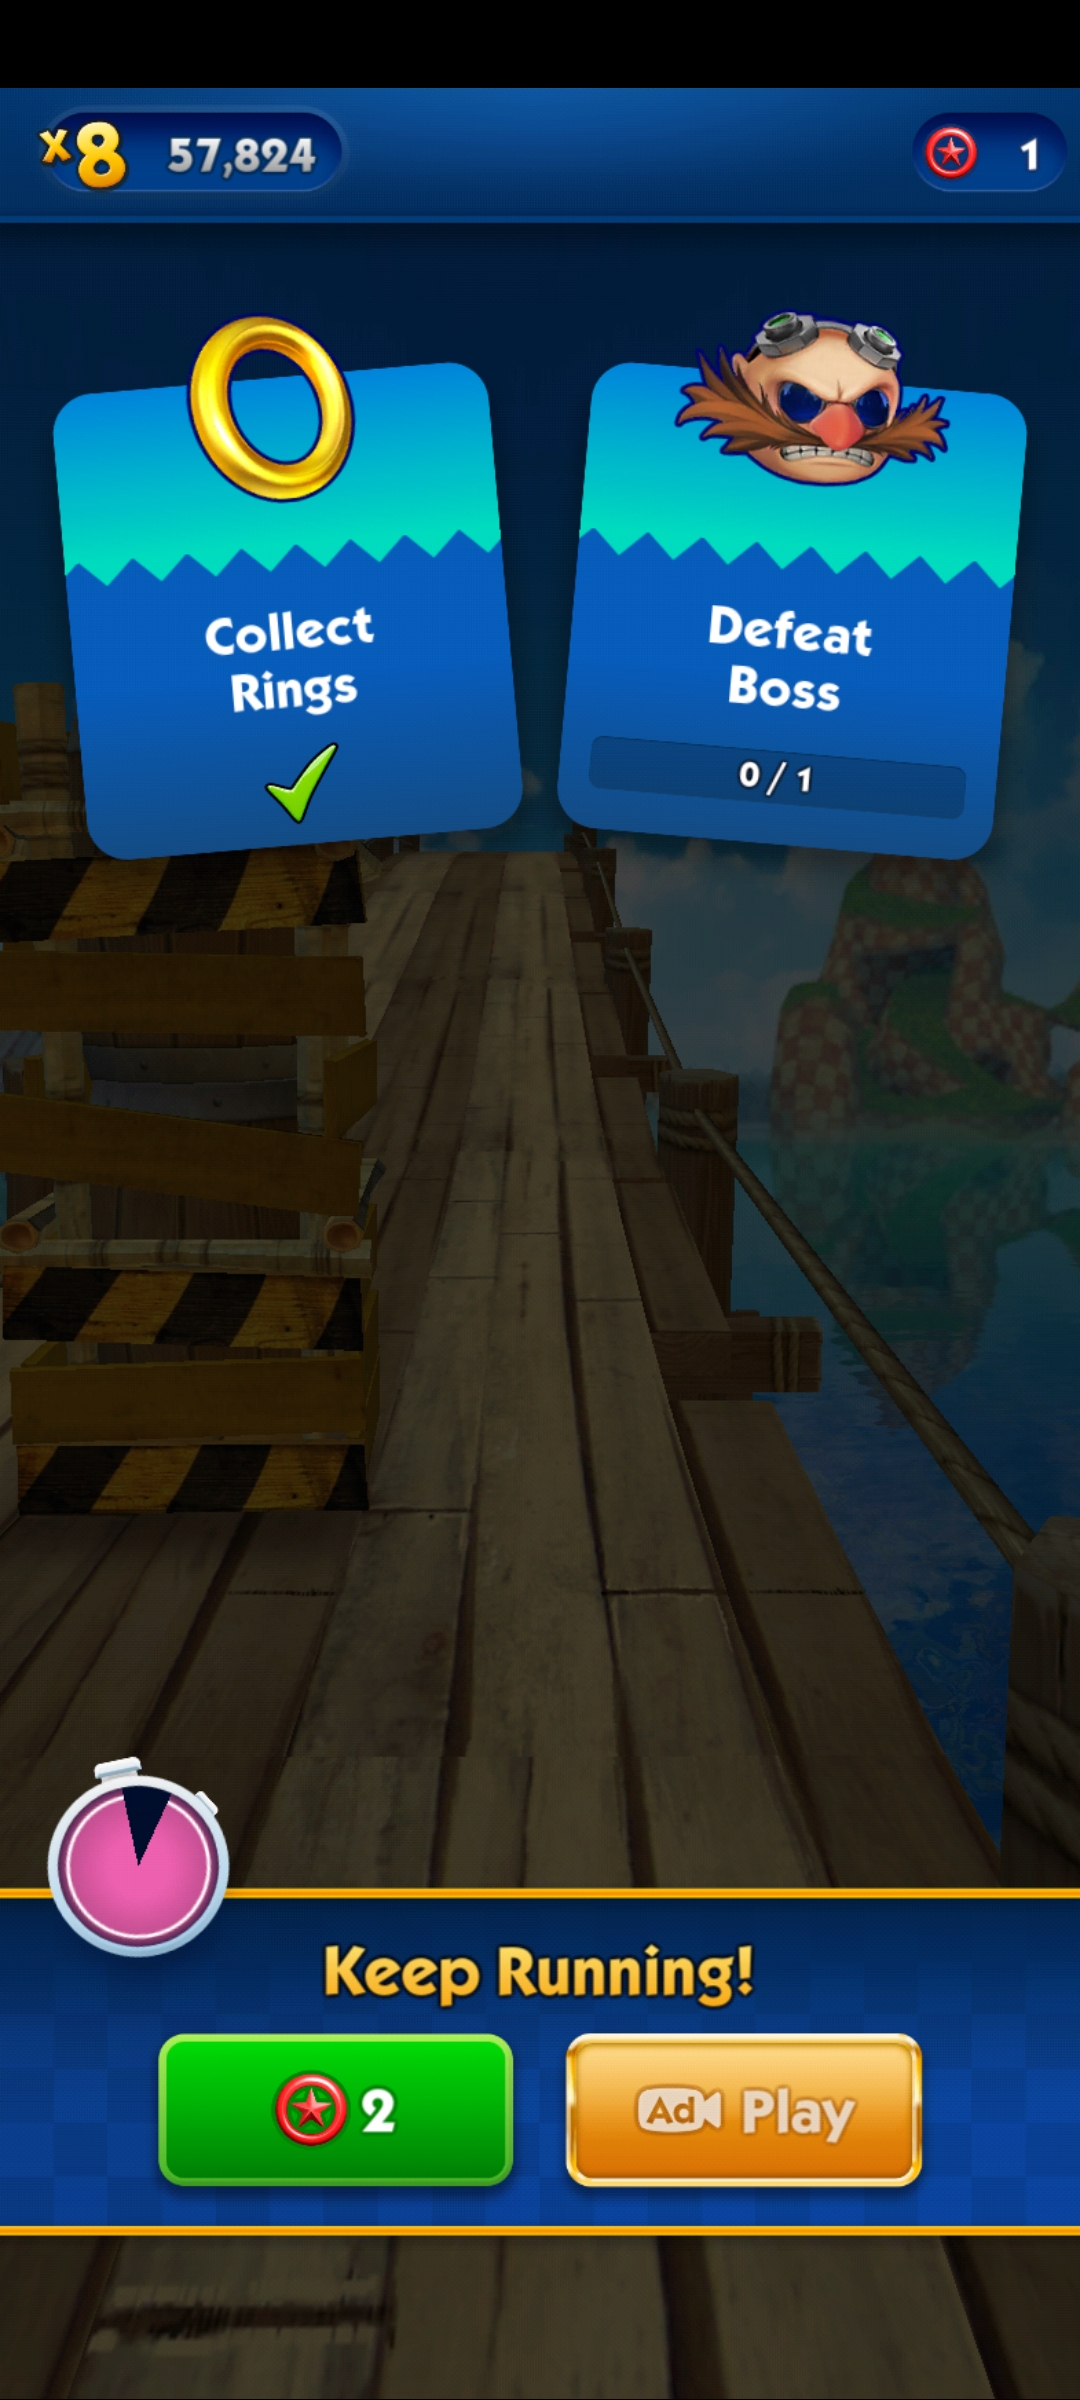 x8 57,824
1
Collect
Rings
Defeat
Boss
0 / 1
Keep Running!
2
Ad Play